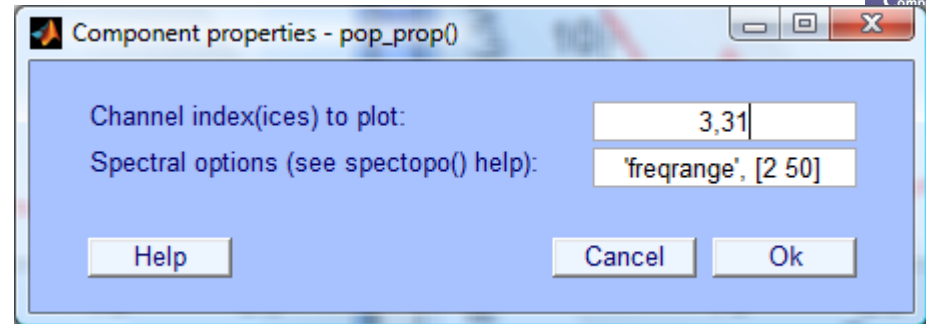 Component properties - pop_prop()
Channel index(ices) to plot:
3,31
Spectral options (see spectopo() help):
'freqrange', [2 50]
Help
Cancel
Ok